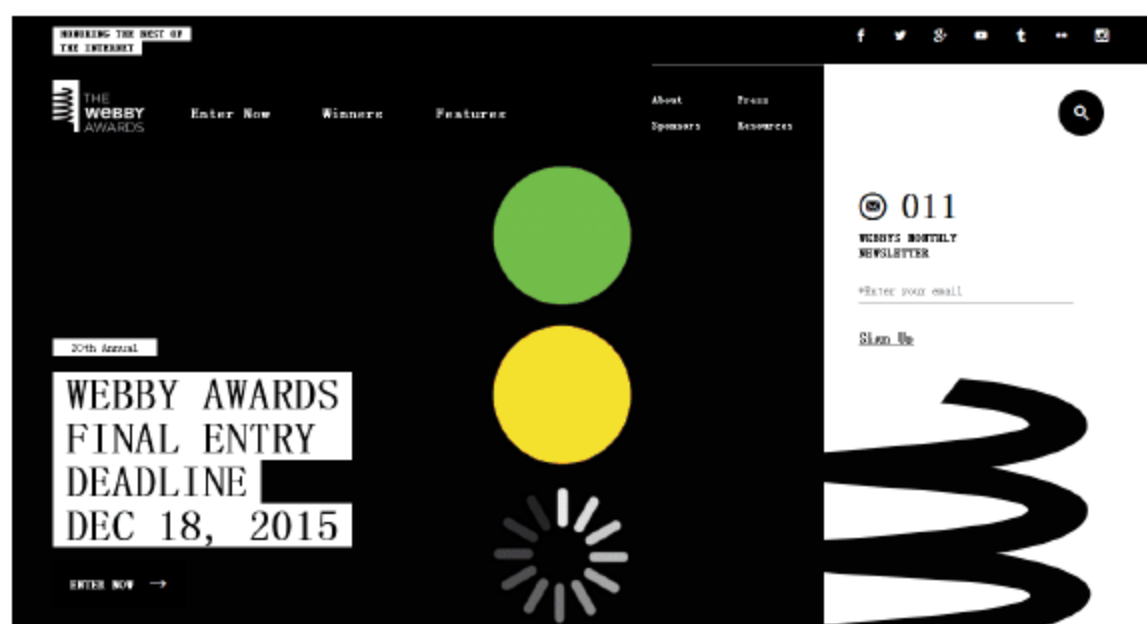 HONORING THE BEST OF
THE INTERNET
THE
WEBBY
AWARDS
Enter Now
Winners
Features
About
Press
Sponsors
Resources
011
WEBBYS MONTHLY
NEWSLETTER
*Enter your email
Sign Up
20th Annual
WEBBY AWARDS
FINAL ENTRY
DEADLINE
DEC 18, 2015
ENTER NOW →